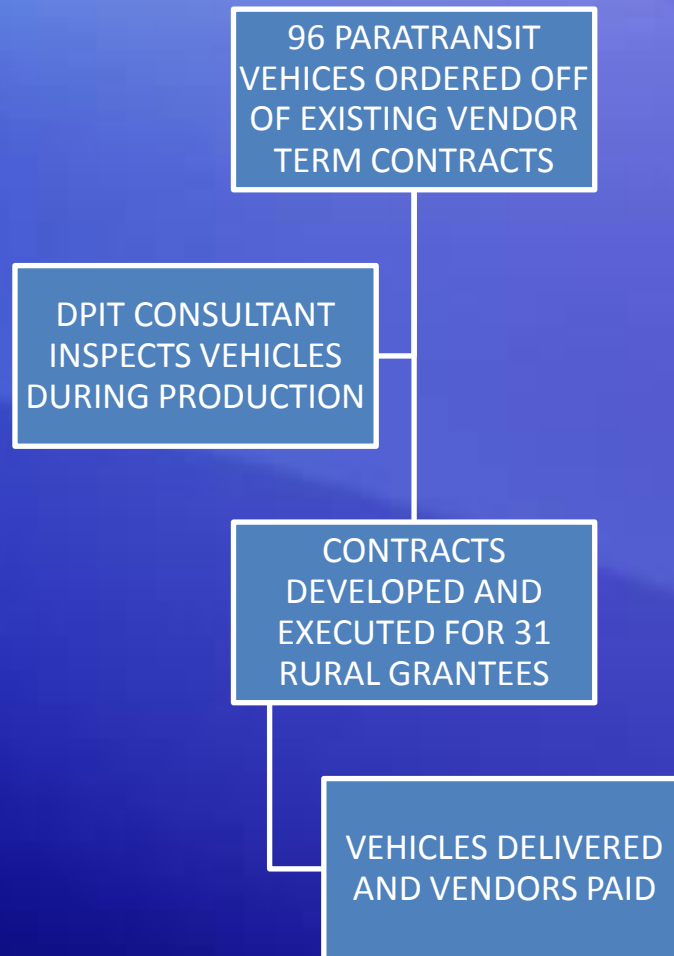 96 PARATRANSIT
VEHICES ORDERED OFF
OF EXISTING VENDOR
TERM CONTRACTS
DPIT CONSULTANT
INSPECTS VEHICLES
DURING PRODUCTION
CONTRACTS
DEVELOPED AND
EXECUTED FOR 31
RURAL GRANTEES
VEHICLES DELIVERED
AND VENDORS PAID